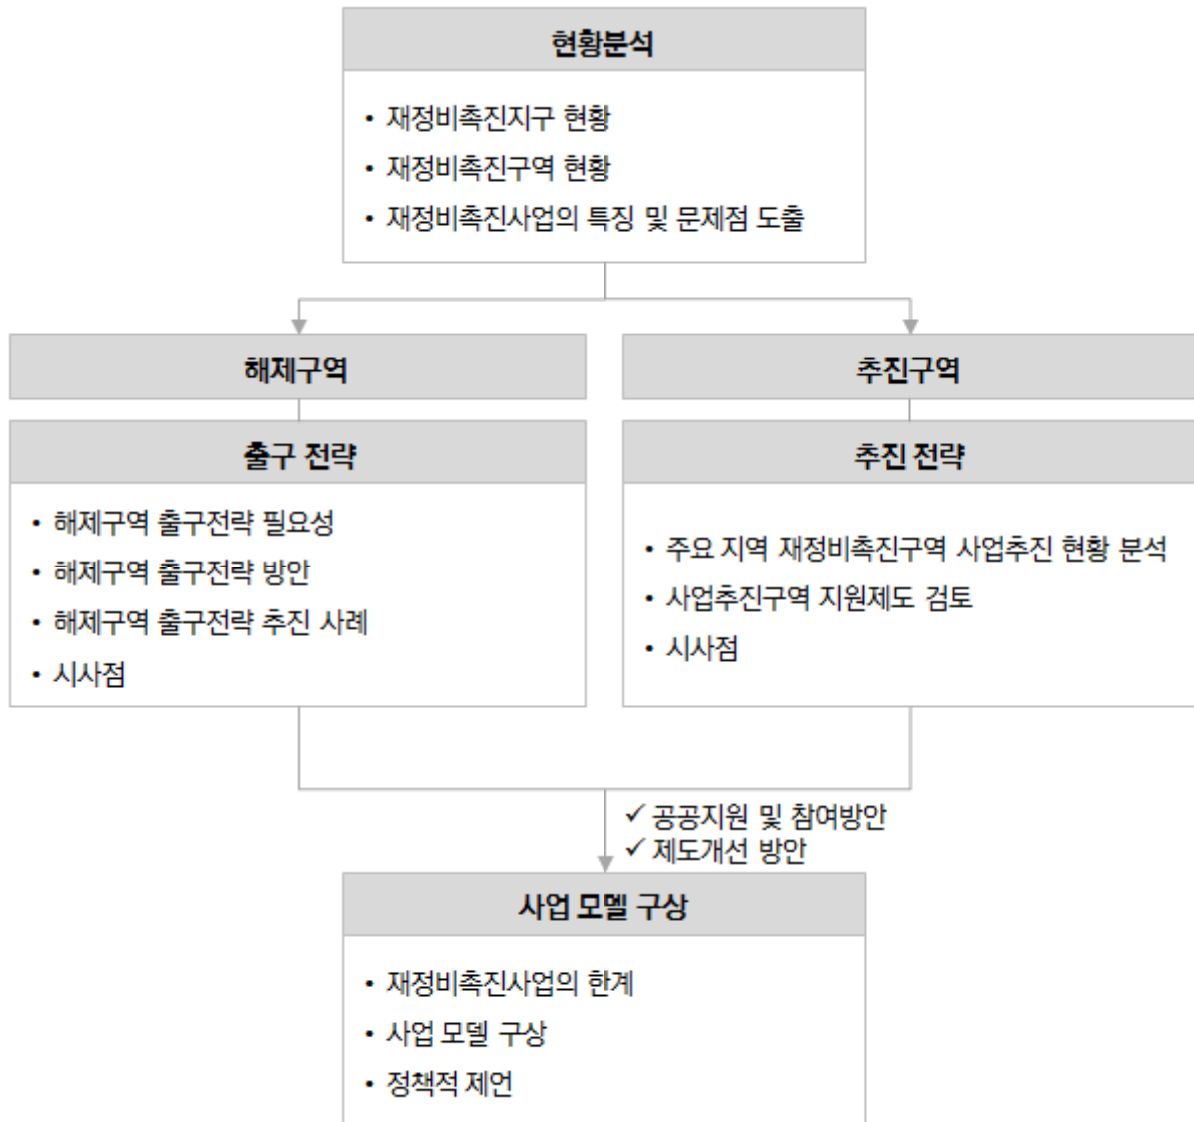 현황분석
• 재정비촉진지구 현황
• 재정비촉진구역 현황
• 재정비촉진사업의 특징 및 문제점 도출
해제구역
출구 전략
• 해제구역 출구전략 필요성
• 해제구역 출구전략 방안
• 해제구역 출구전략 추진 사례
• 시사점
추진구역
추진 전략
• 주요 지역 재정비촉진구역 사업추진 현황 분석
• 사업추진구역 지원제도 검토
• 시사점
✓ 공공지원 및 참여방안
✓ 제도개선 방안
사업 모델 구상
• 재정비촉진사업의 한계
• 사업 모델 구상
• 정책적 제언